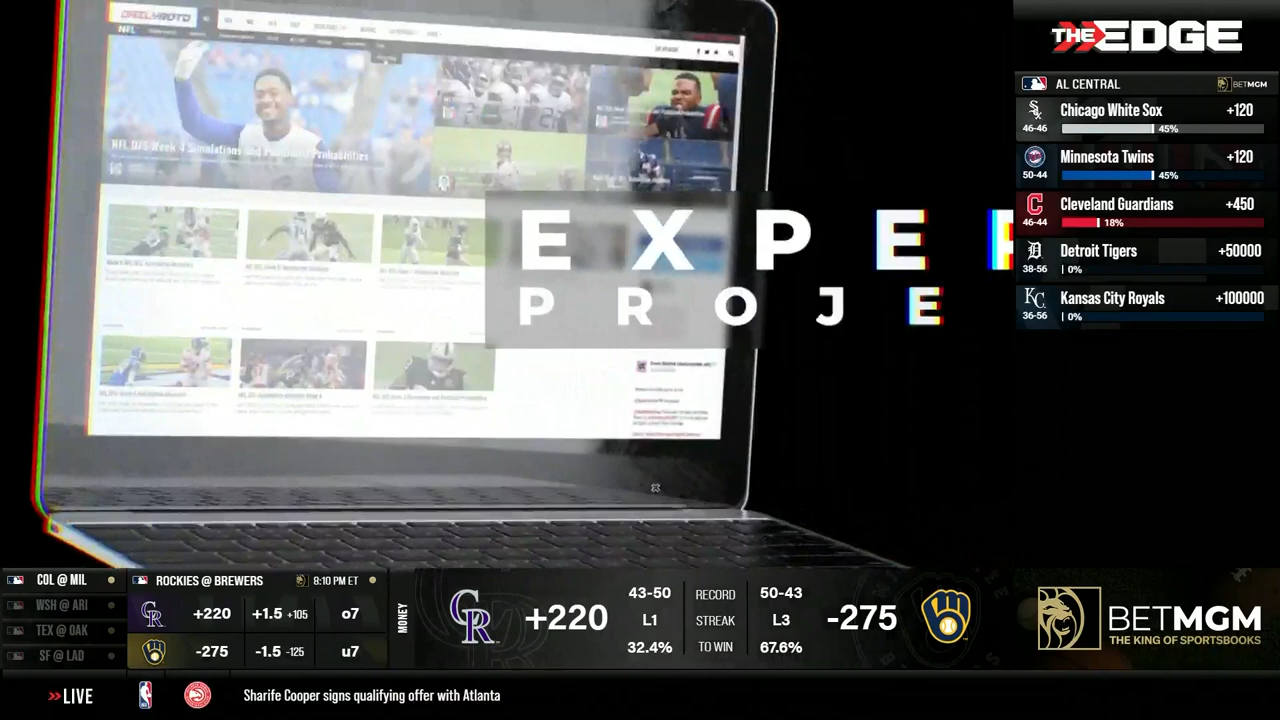 DAILYROTO
NFL
NFL DFS Week 4 Simulations and Positional Probabilities
EXPE
PROJE
THE EDGE
AL CENTRAL
BETMGM
Chicago White Sox
+120
46-46
45%
Minnesota Twins
+120
50-44
45%
Cleveland Guardians
+450
46-44
18%
Detroit Tigers
+50000
38-56
0%
Kansas City Royals
+100000
36-56
0%
COL @ MIL
WSH @ ARI
TEX @ OAK
SF @ LAD
ROCKIES @ BREWERS
8:10 PM ET
+220
+1.5 +105
o7
-275
-1.5 -125
u7
MONEY
+220
43-50
RECORD
50-43
L1
STREAK
L3
32.4%
TO WIN
67.6%
-275
BETMGM
THE KING OF SPORTSBOOKS
LIVE
Sharife Cooper signs qualifying offer with Atlanta